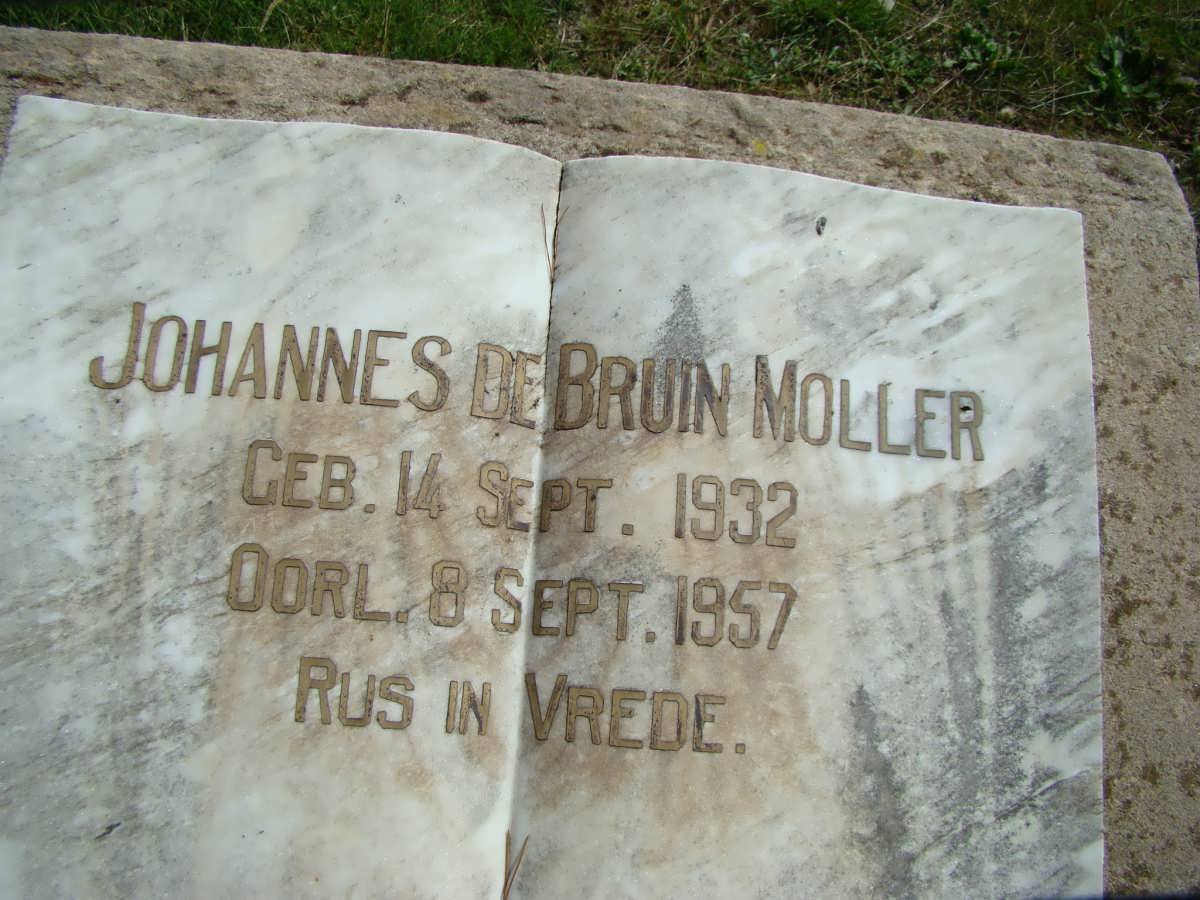 JOHANNES DE BRUIN MOLLER
GEB. 14 SEPT. 1932
OORL. 8 SEPT. 1957
RUS IN VREDE.